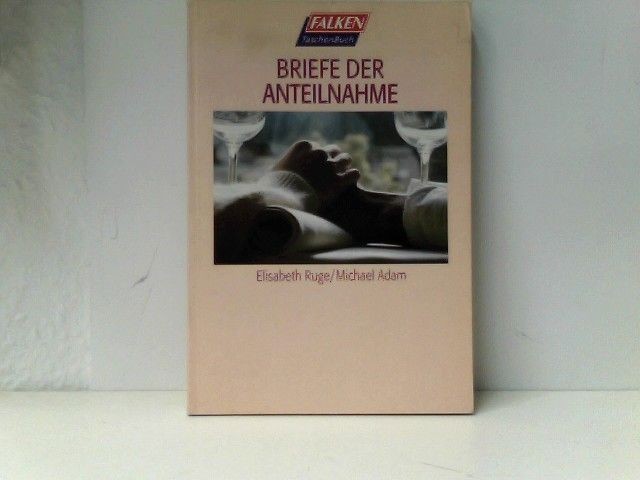 FALKEN
TaschenBuch
BRIEFE DER
ANTEILNAHME
Elisabeth Ruge/Michael Adam